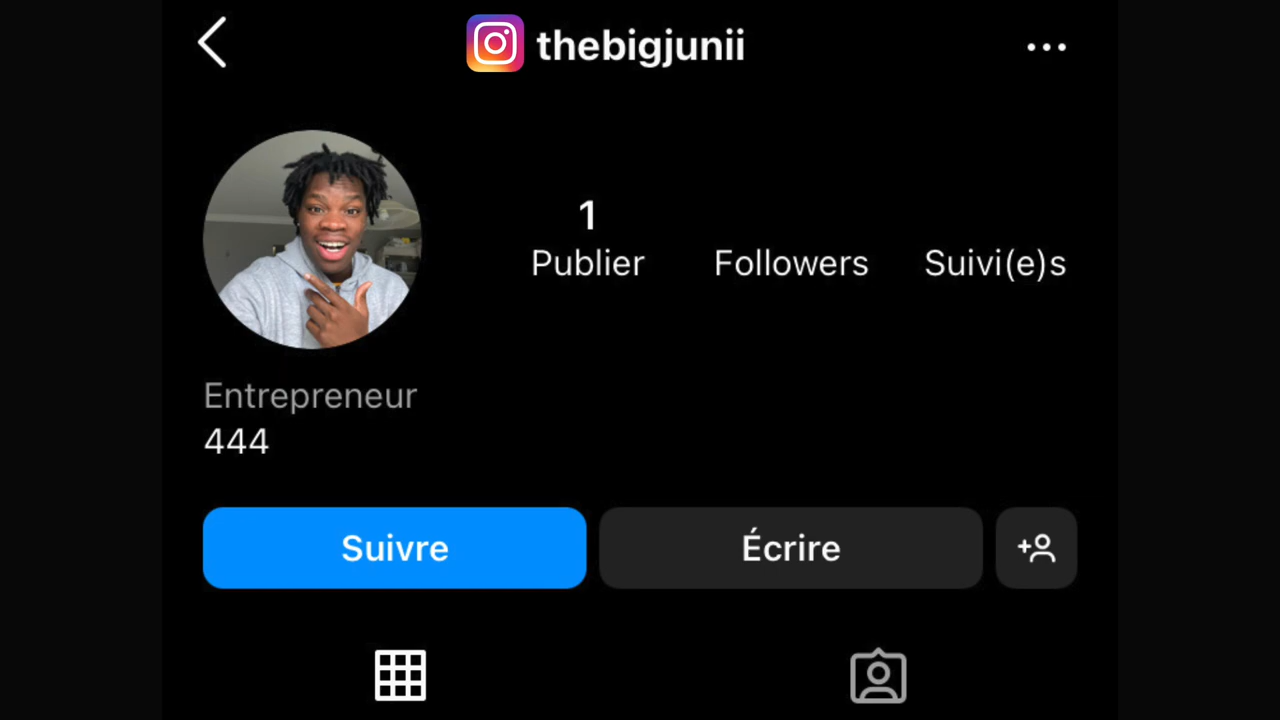 thebigjunii
1
Publier Followers Suivi(e)s
Entrepreneur
444
Suivre Écrire